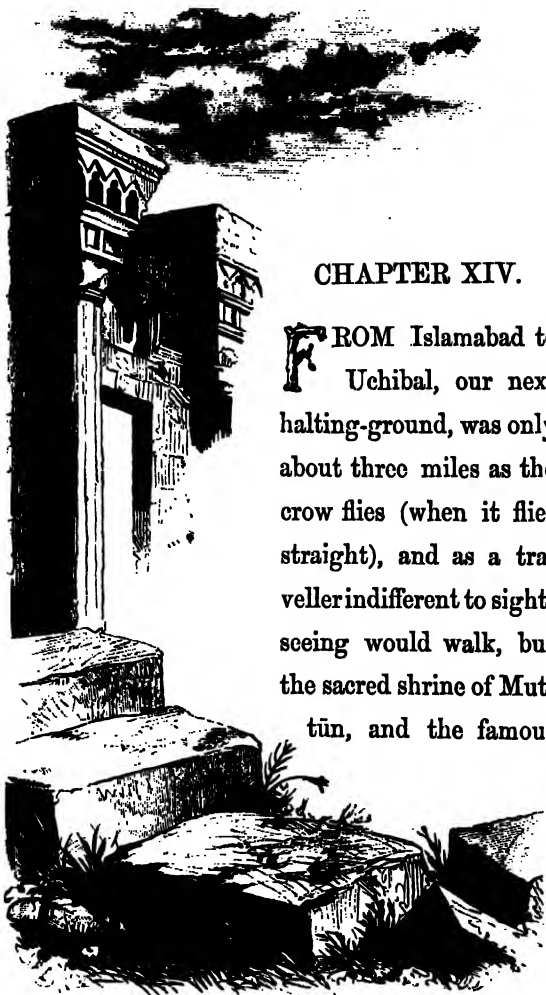 CHAPTER XIV.
FROM Islamabad to
Uchibal, our nex
halting-ground, was only
about three miles as the
crow flies (when it flie
straight), and as a tra
veller indifferent to sight
seeing would walk, bu
the sacred shrine of Mut
tūn, and the famou